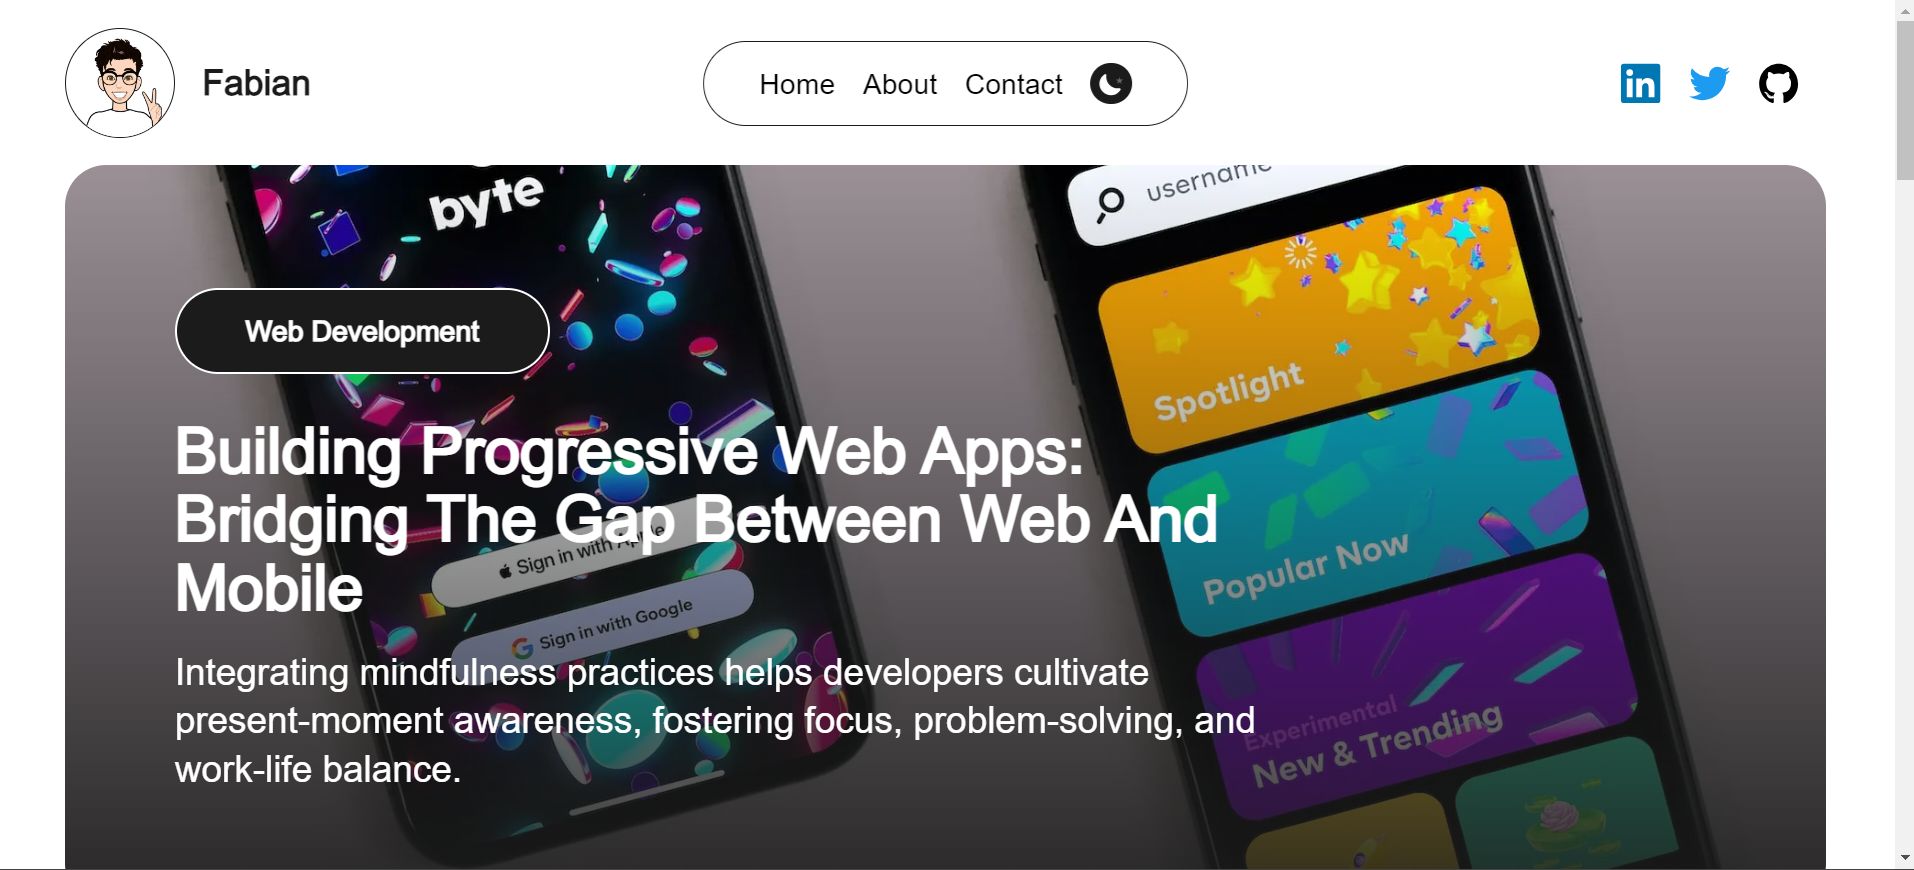 Fabian
Home About Contact
in
byte
username
Web Development
Spotlight
Building Progressive Web Apps:
Bridging The Gap Between Web And
Mobile
Sign in with Apple
Popular Now
Sign in with Google
Integrating mindfulness practices helps developers cultivate
present-moment awareness, fostering focus, problem-solving, and
work-life balance.
Experimental
New & Trending